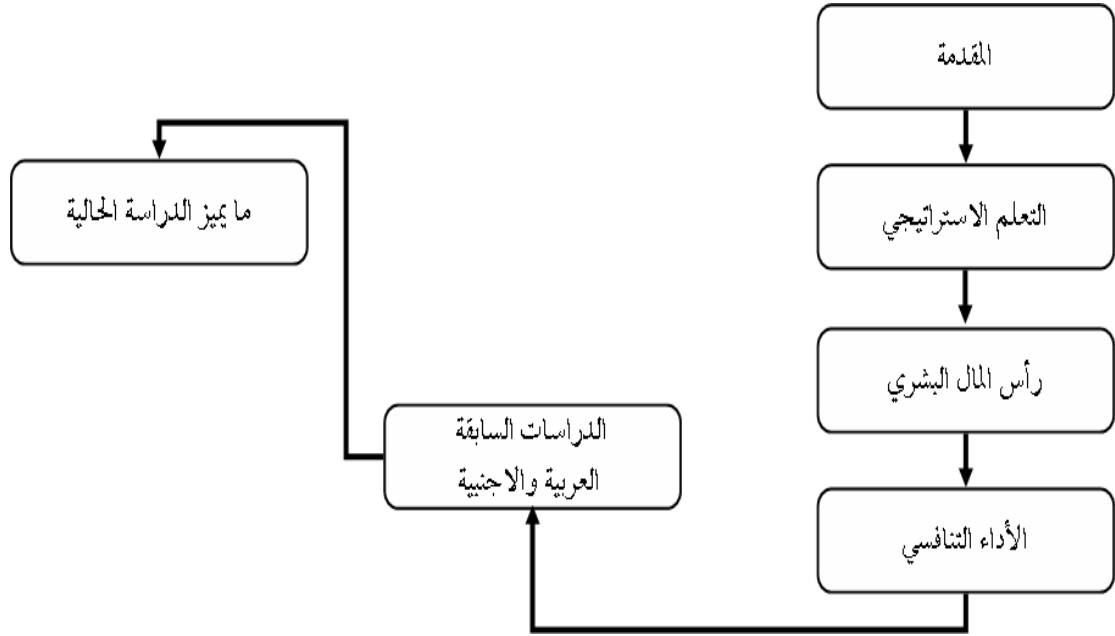 المقدمة
التعلم الاستراتيجي
رأس المال البشري
الأداء التنافسي
الدراسات السابقة
العربية والاجنبية
ما يميز الدراسة الحالية